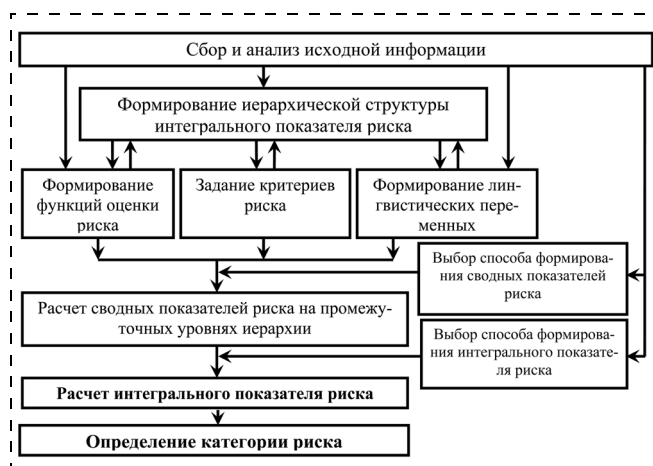 Сбор и анализ исходной информации
Формирование иерархической структуры
интегрального показателя риска
Формирование
функций оценки
риска
Задание критериев
риска
Формирование лин-
гвистических пере-
менных
Выбор способа формирова-
ния сводных показателей
риска
Расчет сводных показателей риска на промежу-
точных уровнях иерархии
Выбор способа формирова-
ния интегрального показате-
ля риска
Расчет интегрального показателя риска
Определение категории риска